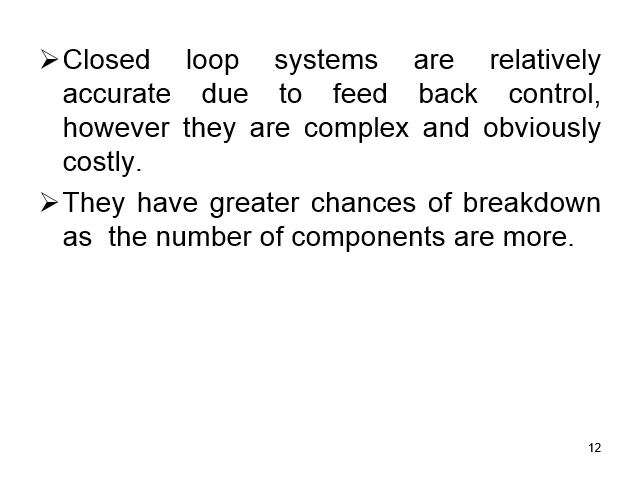 ➢Closed loop systems are relatively
accurate due to feed back control,
however they are complex and obviously
costly.
➢They have greater chances of breakdown
as the number of components are more.
12